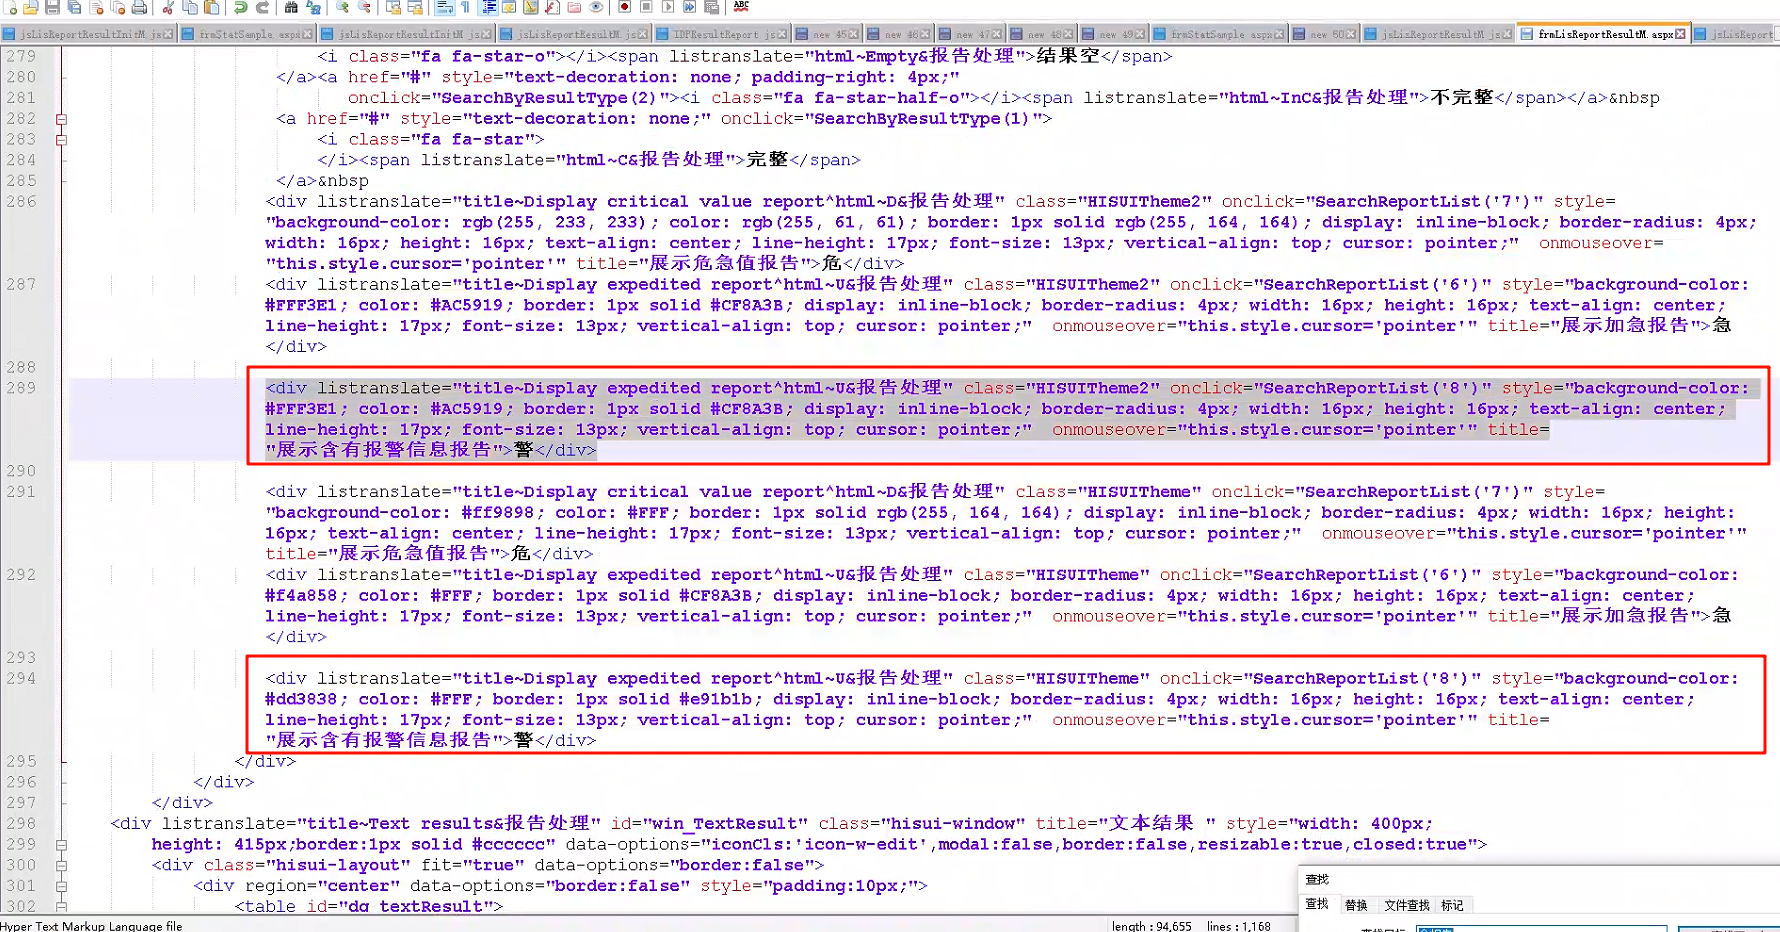 jsLisReportResultInitM.js frmStatSample.aspx jsLisReportResultInitM.js jsLisReportResultM.js IDPResultReport.js new 45 new 46 new 47 new 48 new 49 frmStatSample.aspx new 50 jsLisReportResultM.js frmLisReportResultM.aspx jsLisReport
279 <i class="fa fa-star-o"></i><span listranslate="html~Empty&报告处理">结果空</span>
280 </a><a href="#" style="text-decoration: none; padding-right: 4px;"
281 onclick="SearchByResultType(2)"><i class="fa fa-star-half-o"></i><span listranslate="html~InC&报告处理">不完整</span></a>&nbsp
282 <a href="#" style="text-decoration: none;" onclick="SearchByResultType(1)">
283 <i class="fa fa-star">
284 </i><span listranslate="html~C&报告处理">完整</span>
285 </a>&nbsp
286 <div listranslate="title~Display critical value report^html~D&报告处理" class="HISUITheme2" onclick="SearchReportList('7')" style=
"background-color: rgb(255, 233, 233); color: rgb(255, 61, 61); border: 1px solid rgb(255, 164, 164); display: inline-block; border-radius: 4px;
width: 16px; height: 16px; text-align: center; line-height: 17px; font-size: 13px; vertical-align: top; cursor: pointer;" onmouseover=
"this.style.cursor='pointer'" title="展示危急值报告">危</div>
287 <div listranslate="title~Display expedited report^html~U&报告处理" class="HISUITheme2" onclick="SearchReportList('6')" style="background-color:
#FFF3E1; color: #AC5919; border: 1px solid #CF8A3B; display: inline-block; border-radius: 4px; width: 16px; height: 16px; text-align: center;
line-height: 17px; font-size: 13px; vertical-align: top; cursor: pointer;" onmouseover="this.style.cursor='pointer'" title="展示加急报告">急
</div>
288
289 <div listranslate="title~Display expedited report^html~U&报告处理" class="HISUITheme2" onclick="SearchReportList('8')" style="background-color:
#FFF3E1; color: #AC5919; border: 1px solid #CF8A3B; display: inline-block; border-radius: 4px; width: 16px; height: 16px; text-align: center;
line-height: 17px; font-size: 13px; vertical-align: top; cursor: pointer;" onmouseover="this.style.cursor='pointer'" title=
"展示含有报警信息报告">警</div>
290
291 <div listranslate="title~Display critical value report^html~D&报告处理" class="HISUITheme" onclick="SearchReportList('7')" style=
"background-color: #ff9898; color: #FFF; border: 1px solid rgb(255, 164, 164); display: inline-block; border-radius: 4px; width: 16px; height:
16px; text-align: center; line-height: 17px; font-size: 13px; vertical-align: top; cursor: pointer;" onmouseover="this.style.cursor='pointer'"
title="展示危急值报告">危</div>
292 <div listranslate="title~Display expedited report^html~U&报告处理" class="HISUITheme" onclick="SearchReportList('6')" style="background-color:
#f4a858; color: #FFF; border: 1px solid #CF8A3B; display: inline-block; border-radius: 4px; width: 16px; height: 16px; text-align: center;
line-height: 17px; font-size: 13px; vertical-align: top; cursor: pointer;" onmouseover="this.style.cursor='pointer'" title="展示加急报告">急
</div>
293
294 <div listranslate="title~Display expedited report^html~U&报告处理" class="HISUITheme" onclick="SearchReportList('8')" style="background-color:
#dd3838; color: #FFF; border: 1px solid #e91b1b; display: inline-block; border-radius: 4px; width: 16px; height: 16px; text-align: center;
line-height: 17px; font-size: 13px; vertical-align: top; cursor: pointer;" onmouseover="this.style.cursor='pointer'" title=
"展示含有报警信息报告">警</div>
295 </div>
296 </div>
297 </div>
298 <div listranslate="title~Text results&报告处理" id="win_TextResult" class="hisui-window" title="文本结果 " style="width: 400px;
299 height: 415px;border:1px solid #cccccc" data-options="iconCls:'icon-w-edit',modal:false,border:false,resizable:true,closed:true">
300 <div class="hisui-layout" fit="true" data-options="border:false">
301 <div region="center" data-options="border:false" style="padding:10px;">
302 <table id="dg_textResult">
查找
查找 替换 文件查找 标记
Hyper Text Markup Language file length : 94,655 lines : 1,168